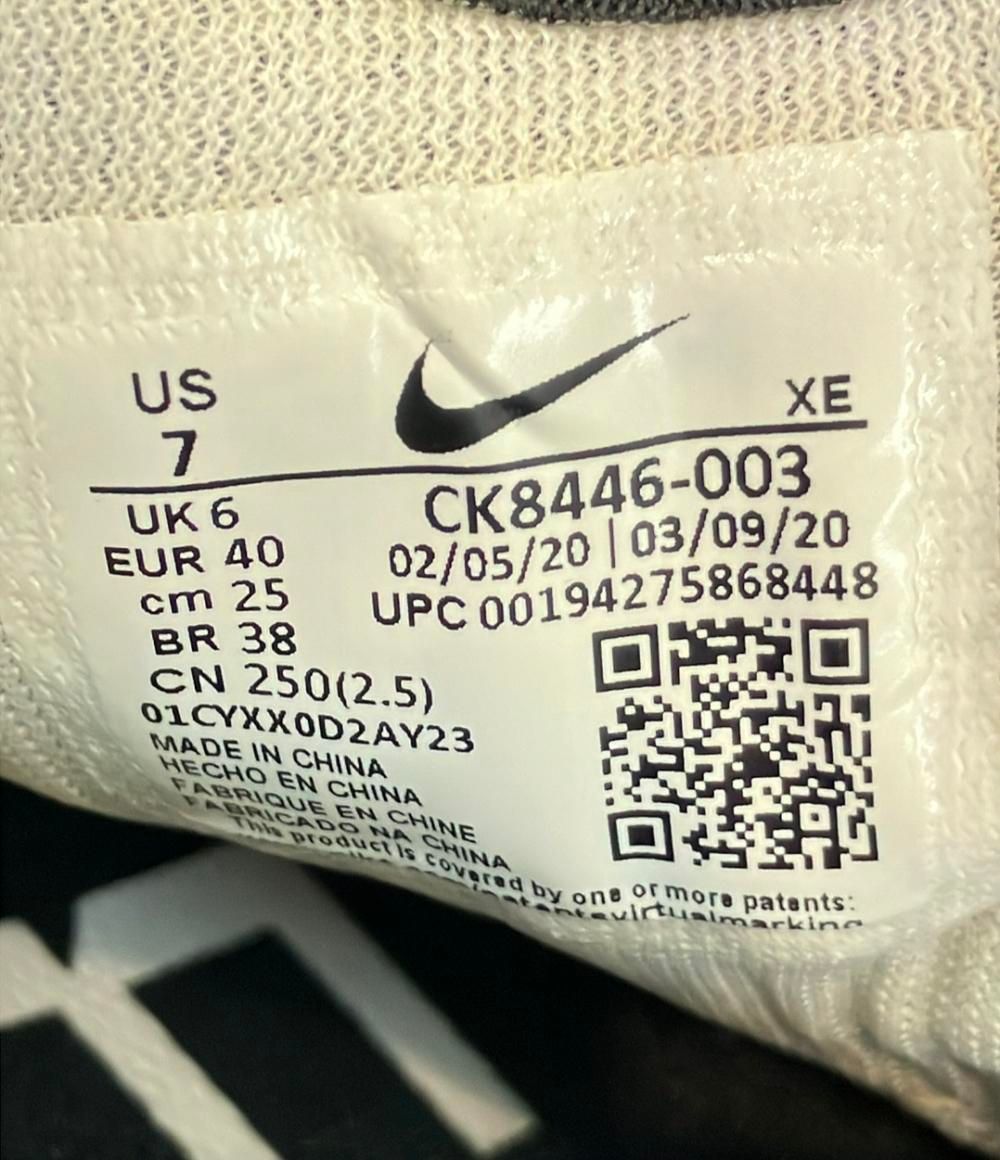 US
7
XE
UK 6
EUR 40
cm 25
BR 38
CN 250(2.5)
01CYXX0D2AY23
CK8446-003
02/05/20 | 03/09/20
UPC 00194275868448
MADE IN CHINA
HECHO EN CHINA
FABRIQUE EN CHINE
FABRICADO NA CHINA
This product is covered by one or more patents: